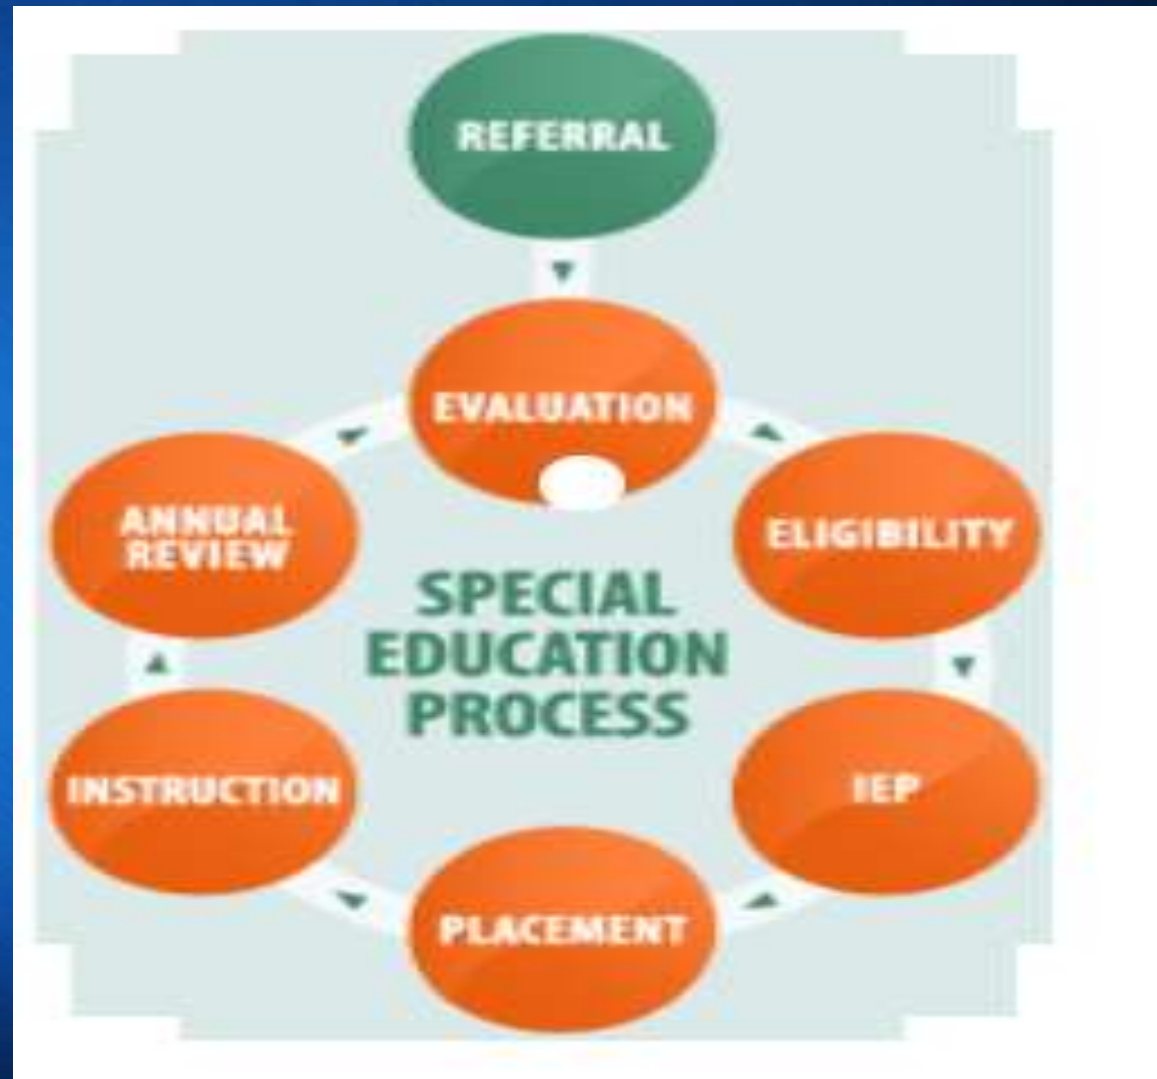 REFERRAL
EVALUATION
ELIGIBILITY
IEP
PLACEMENT
INSTRUCTION
ANNUAL
REVIEW
SPECIAL
EDUCATION
PROCESS